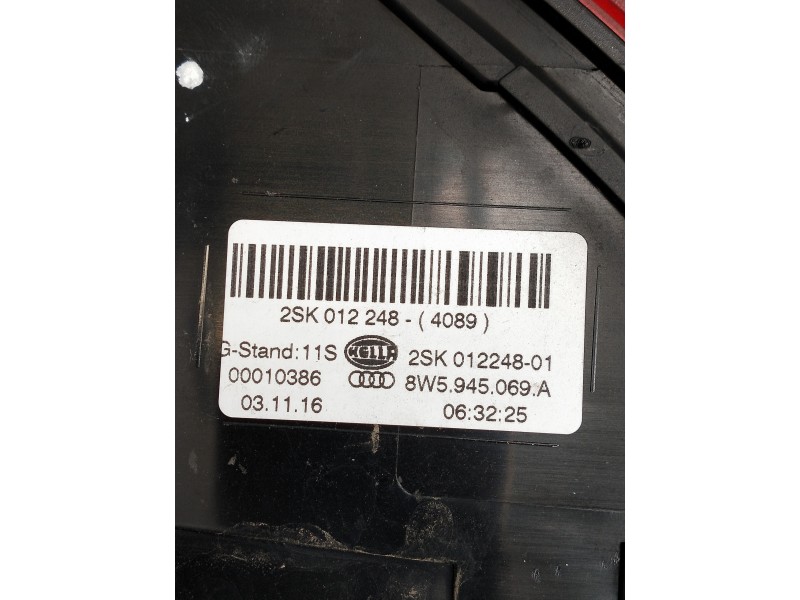 2SK 012 248 - ( 4089 )
G-Stand: 11S HELLA 2SK 012248-01
00010386 8W5.945.069.A
03.11.16 06:32:25